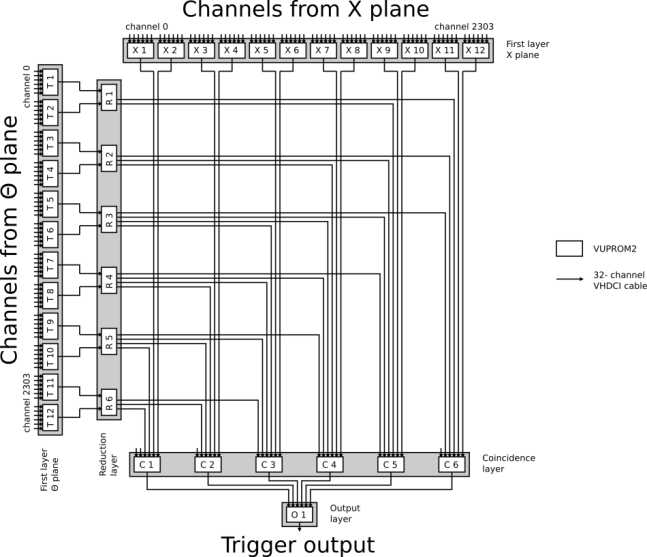 Channels from X plane
channel 0
channel 2303
X 1
X 2
X 3
X 4
X 5
X 6
X 7
X 8
X 9
X 10
X 11
X 12
First layer
X plane
Channels from Θ plane
channel 0
channel 2303
T 1
T 2
T 3
T 4
T 5
T 6
T 7
T 8
T 9
T 10
T 11
T 12
First layer
Θ plane
R 1
R 2
R 3
R 4
R 5
R 6
Reduction
layer
VUPROM2
32- channel
VHDCI cable
C 1
C 2
C 3
C 4
C 5
C 6
Coincidence
layer
O 1
Output
layer
Trigger output